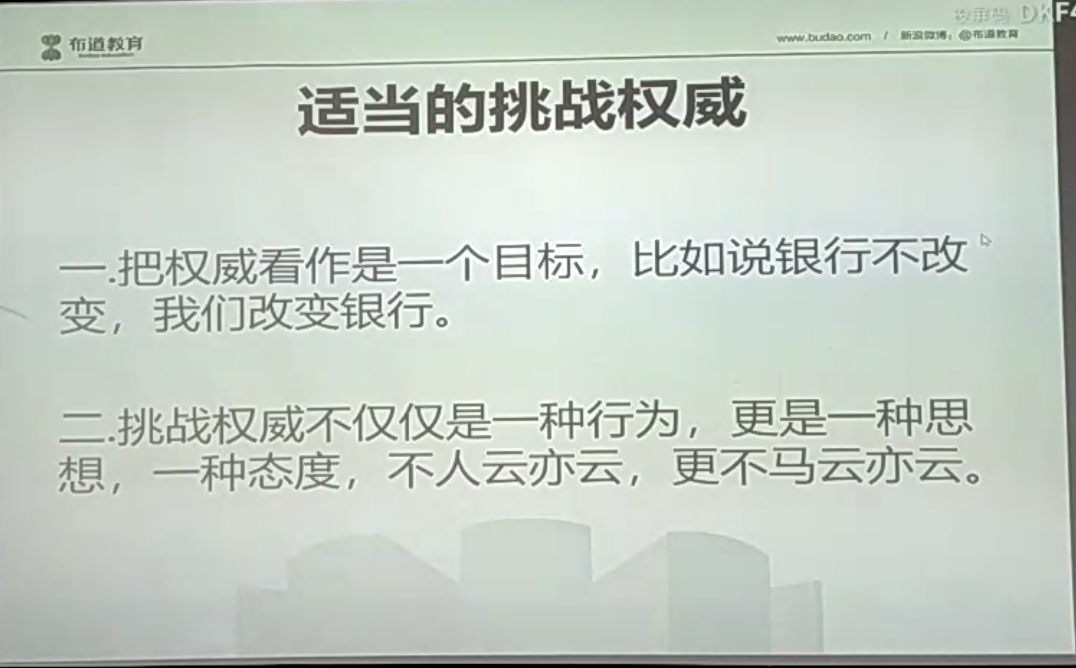 投屏码 DKF4
布道教育
www.budao.com / 新浪微博：@布道教育
适当的挑战权威
一.把权威看作是一个目标，比如说银行不改
变，我们改变银行。
二.挑战权威不仅仅是一种行为，更是一种思
想，一种态度，不人云亦云，更不马云亦云。